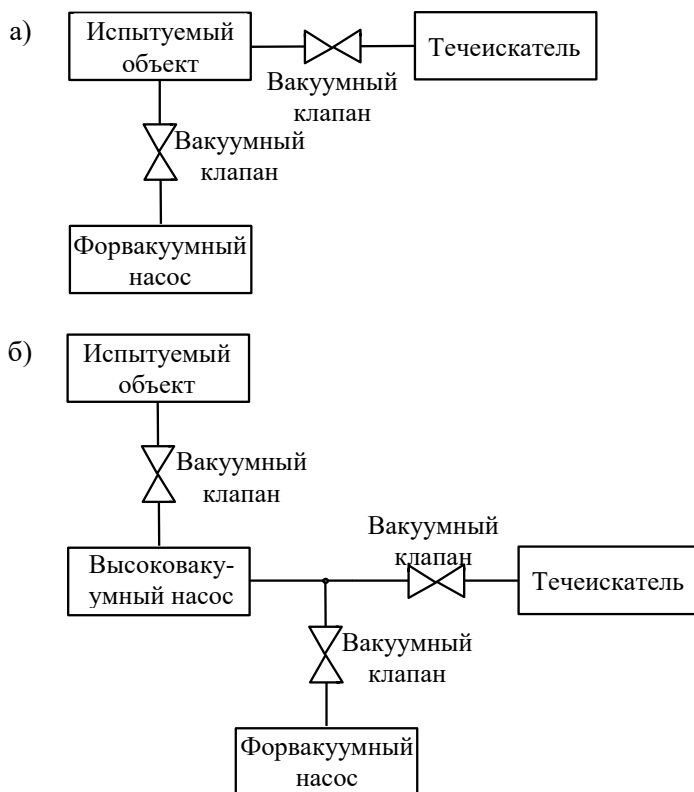 а)
Испытуемый
объект
Течеискатель
Вакуумный
клапан
Вакуумный
клапан
Форвакуумный
насос
б)
Испытуемый
объект
Вакуумный
клапан
Вакуумный
клапан
Высоковаку-
умный насос
Течеискатель
Вакуумный
клапан
Форвакуумный
насос